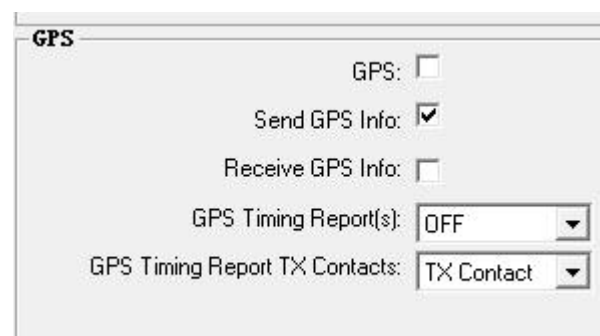 GPS
GPS:
Send GPS Info:
Receive GPS Info:
GPS Timing Report(s): OFF
GPS Timing Report TX Contacts: TX Contact